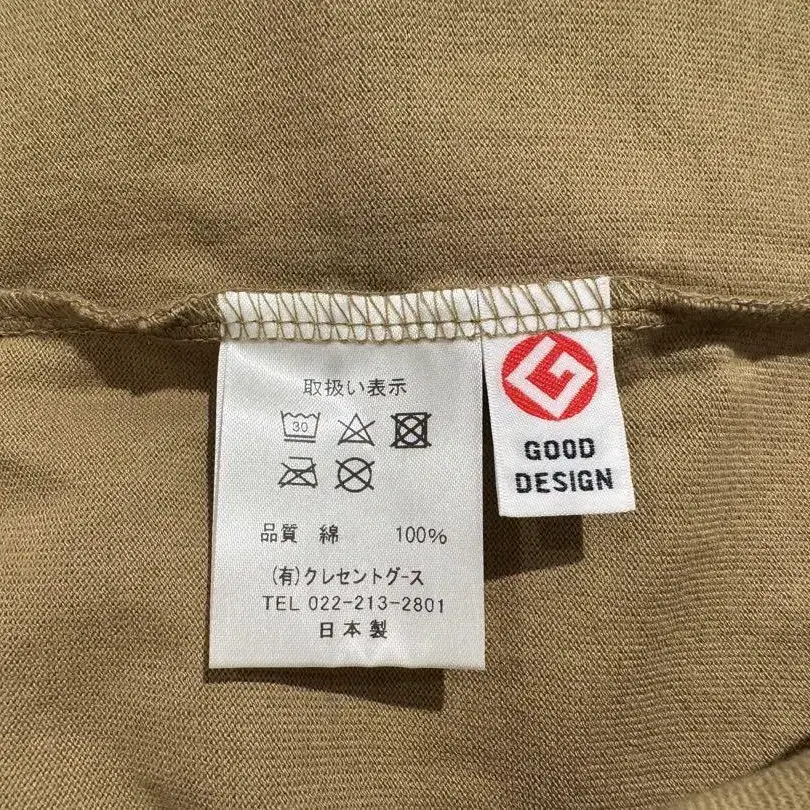 取扱い表示
30
品質 綿 100%
(有)クレセントグース
TEL 022-213-2801
日本製
G
GOOD
DESIGN